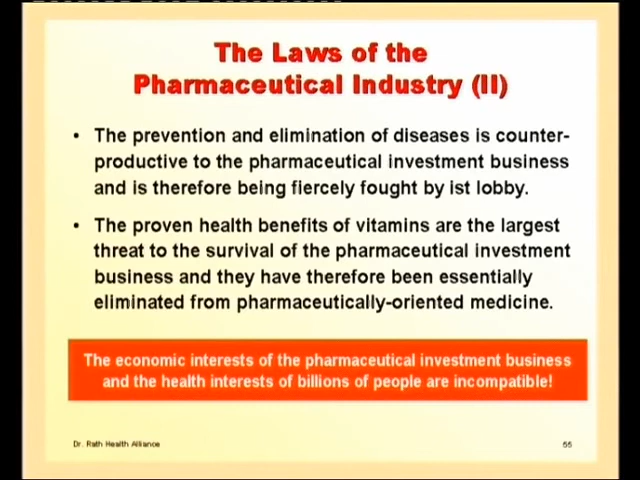 The Laws of the
Pharmaceutical Industry (II)
• The prevention and elimination of diseases is counter-
productive to the pharmaceutical investment business
and is therefore being fiercely fought by ist lobby.
• The proven health benefits of vitamins are the largest
threat to the survival of the pharmaceutical investment
business and they have therefore been essentially
eliminated from pharmaceutically-oriented medicine.
The economic interests of the pharmaceutical investment business
and the health interests of billions of people are incompatible!
Dr. Rath Health Alliance
55